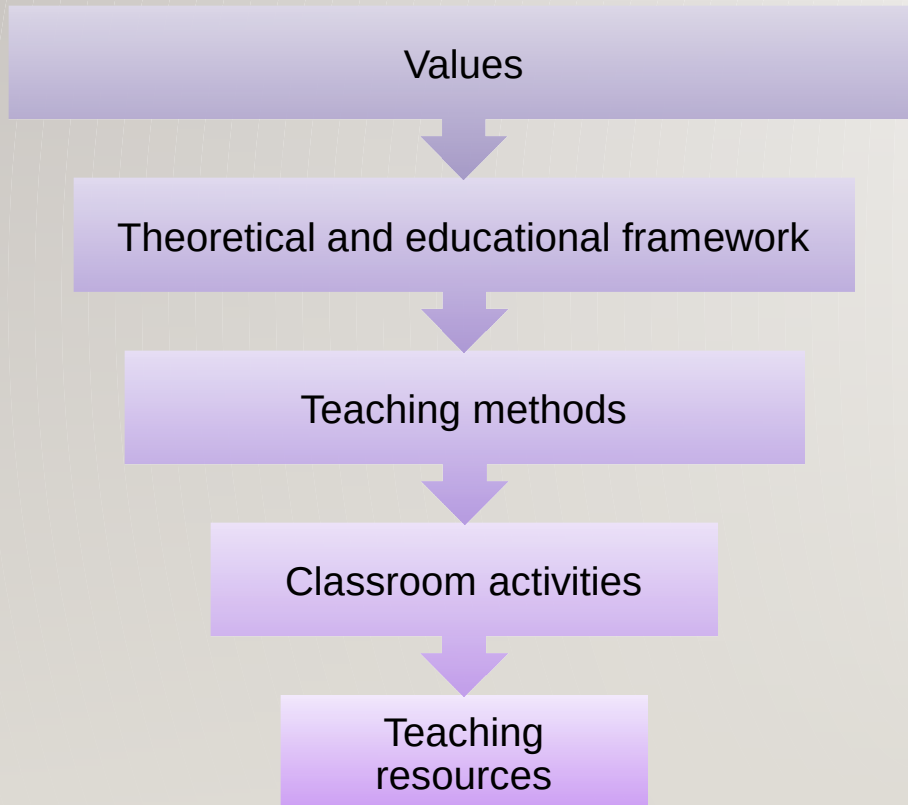 Values
Theoretical and educational framework
Teaching methods
Classroom activities
Teaching
resources